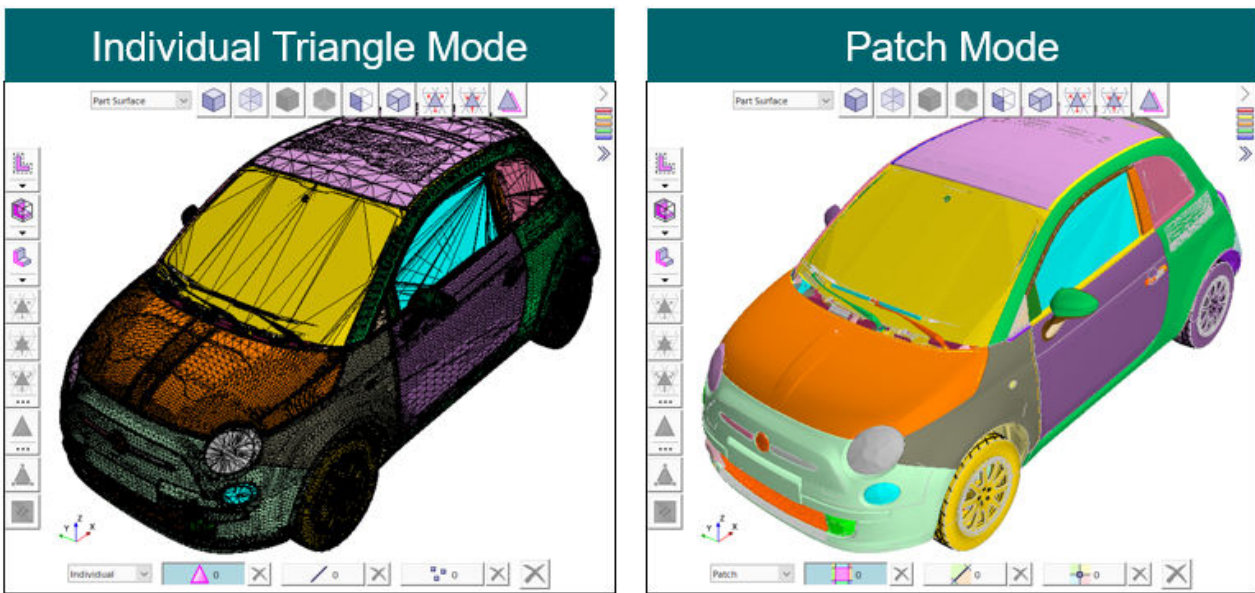 Individual Triangle Mode
Part Surface
Z
Y
X
Individual
0
0
0
Patch Mode
Part Surface
Z
Y
X
Patch
0
0
0